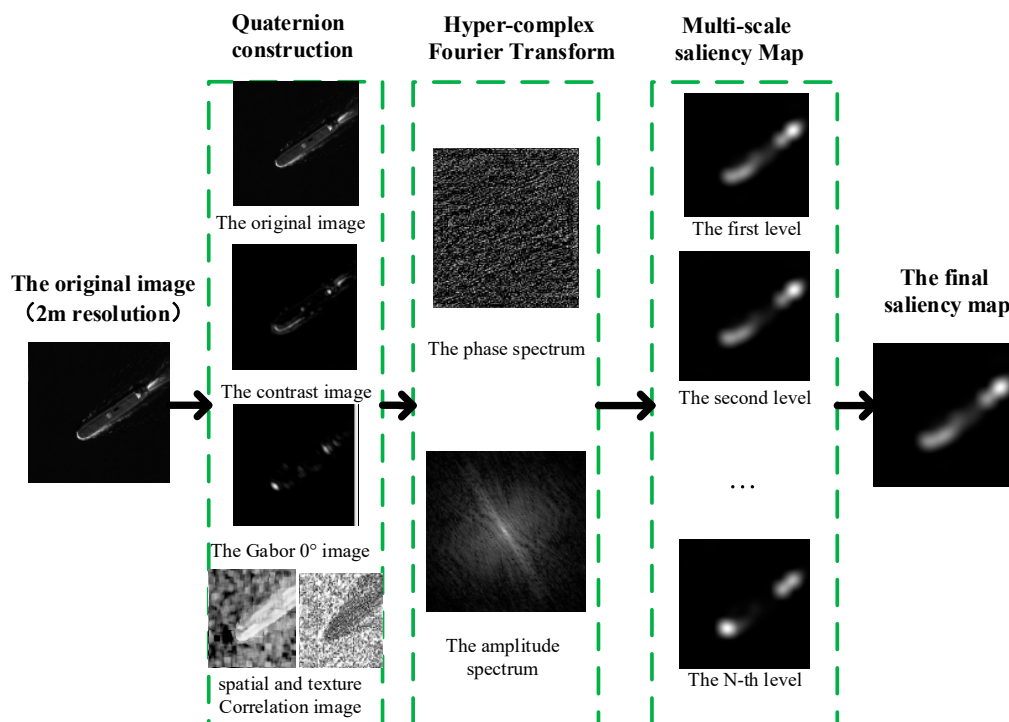 The original image
（2m resolution）
Quaternion
construction
The original image
The contrast image
The Gabor 0° image
spatial and texture
Correlation image
Hyper-complex
Fourier Transform
The phase spectrum
The amplitude
spectrum
Multi-scale
saliency Map
The first level
The second level
...
The N-th level
The final
saliency map